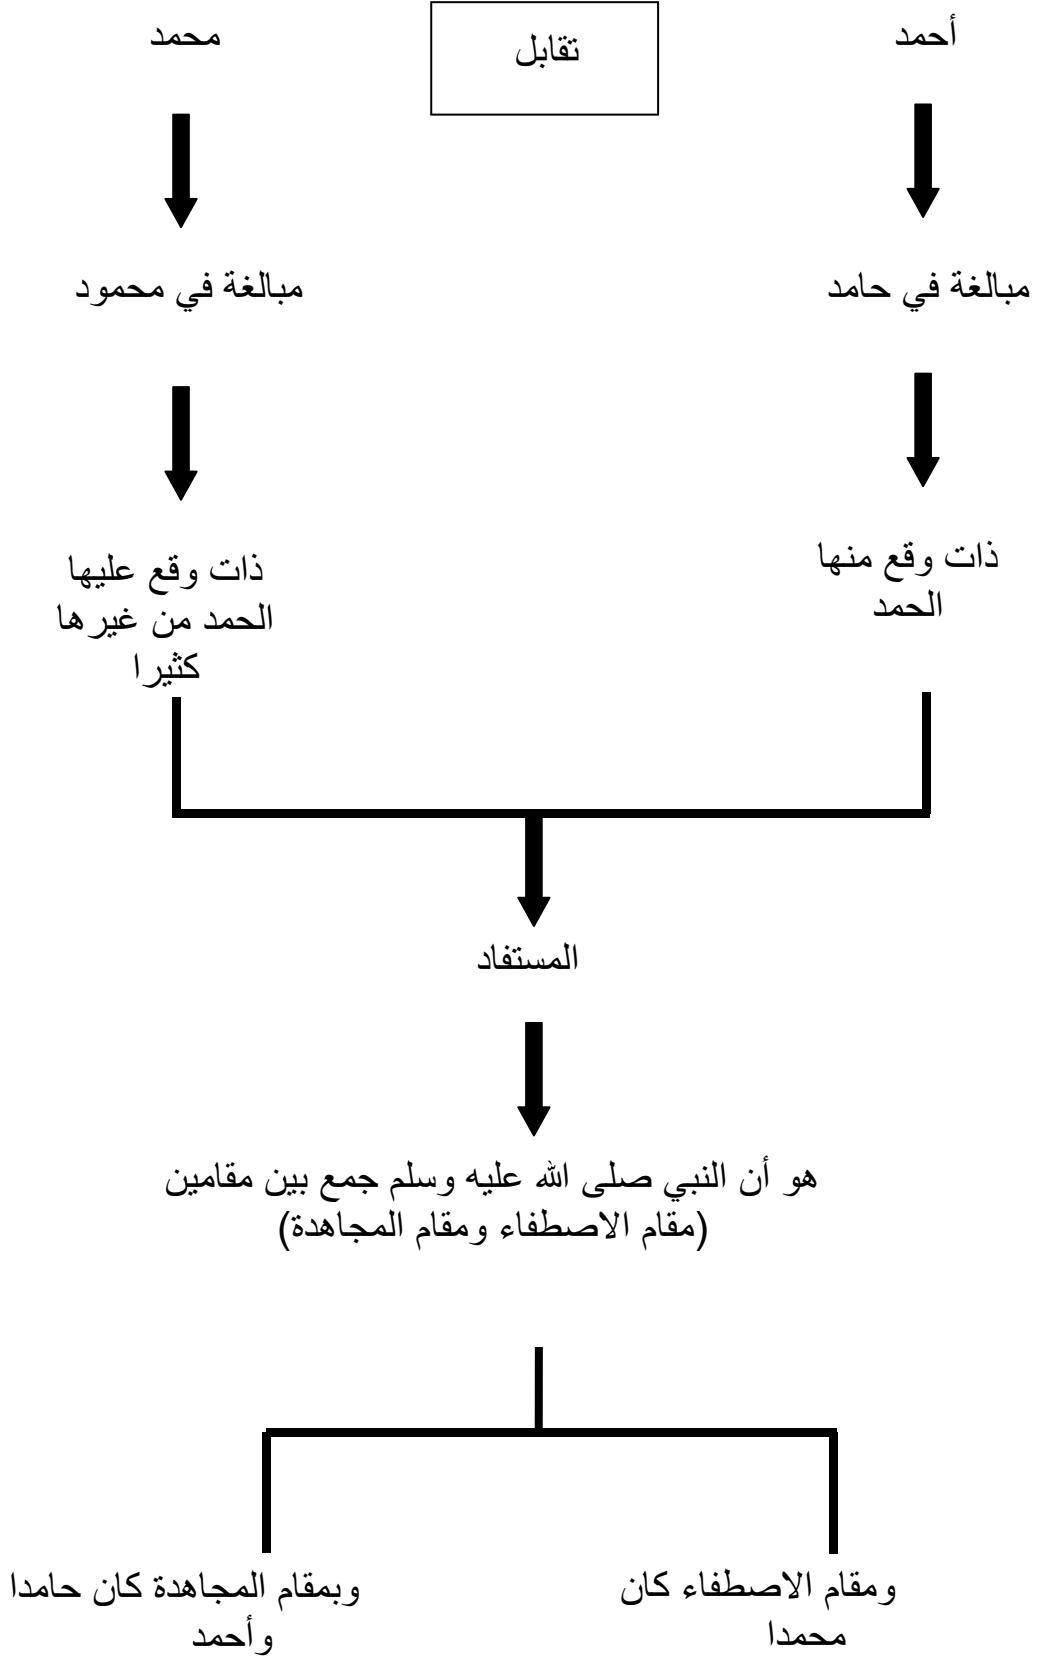 أحمد
تقابل
محمد
مبالغة في حامد
مبالغة في محمود
ذات وقع منها
الحمد
ذات وقع عليها
الحمد من غيرها
كثيرا
المستفاد
هو أن النبي صلى الله عليه وسلم جمع بين مقامين
(مقام الاصطفاء ومقام المجاهدة)
ومقام الاصطفاء كان
محمدا
وبمقام المجاهدة كان حامدا
وأحمد